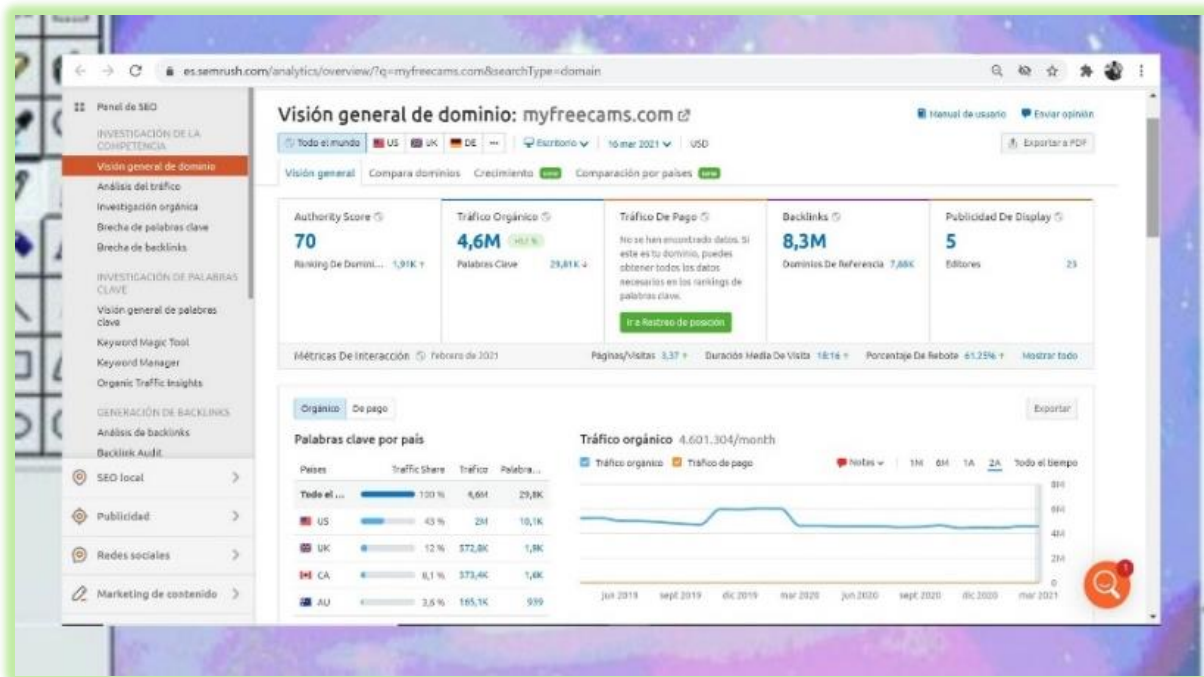 es.semrush.com/analytics/overview/?q=myfreecams.com&searchType=domain
Panel de SEO
INVESTIGACIÓN DE LA
COMPETENCIA
Visión general de dominio
Análisis del tráfico
Investigación orgánica
Brecha de palabras clave
Brecha de backlinks
INVESTIGACIÓN DE PALABRAS
CLAVE
Visión general de palabras
clave
Keyword Magic Tool
Keyword Manager
Organic Traffic Insights
GENERACIÓN DE BACKLINKS
Análisis de backlinks
Backlink Audit
SEO local
Publicidad
Redes sociales
Marketing de contenido
Visión general de dominio: myfreecams.com
Manual de usuario Enviar opinión
Todo el mundo US UK DE ••• Escritorio 16 mar 2021 USD
Exportar a PDF
Visión general Compara dominios Crecimiento new Comparación por países new
Authority Score
70
Ranking De Domini... 1,91K ↑
Tráfico Orgánico
4,6M
Palabras Clave 29,81K ↓
Tráfico De Pago
No se han encontrado datos. Si
este es tu dominio, puedes
obtener todos los datos
necesarios en los rankings de
palabras clave.
Ir a Rastreo de posición
Backlinks
8,3M
Dominios De Referencia 7,88K
Publicidad De Display
5
Editores 23
Métricas De Interacción Febrero de 2021 Páginas/Visitas 3,37 ↑ Duración Media De Visita 18:16 ↑ Porcentaje De Rebote 61.25% ↑ Mostrar todo
Orgánico De pago
Exportar
Palabras clave por país
Países Traffic Share Tráfico Palabra...
Todo el ... 100 % 4,6M 29,8K
US 43 % 2M 10,1K
UK 12 % 572,8K 1,9K
CA 8,1 % 373,4K 1,6K
AU 3,6 % 165,1K 939
Tráfico orgánico 4.601.304/month
Tráfico orgánico Tráfico de pago Notas 1M 6M 1A 2A Todo el tiempo
8M
6M
4M
2M
0
jun 2019 sept 2019 dic 2019 mar 2020 jun 2020 sept 2020 dic 2020 mar 2021
1